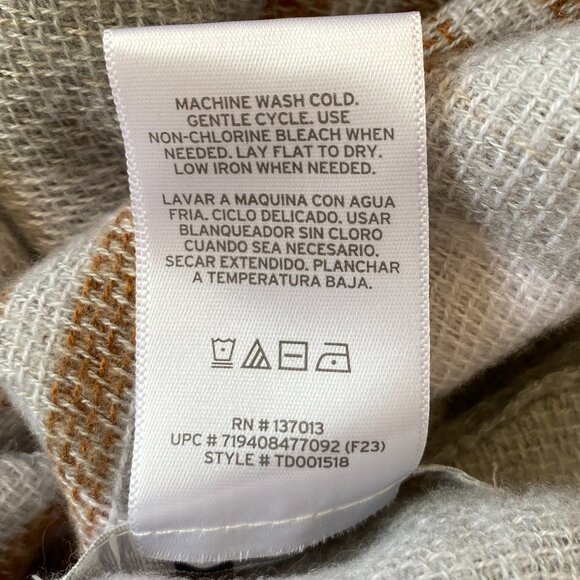 MACHINE WASH COLD.
GENTLE CYCLE. USE
NON-CHLORINE BLEACH WHEN
NEEDED. LAY FLAT TO DRY.
LOW IRON WHEN NEEDED.
LAVAR A MAQUINA CON AGUA
FRIA. CICLO DELICADO. USAR
BLANQUEADOR SIN CLORO
CUANDO SEA NECESARIO.
SECAR EXTENDIDO. PLANCHAR
A TEMPERATURA BAJA.
RN # 137013
UPC # 719408477092 (F23)
STYLE # TD001518